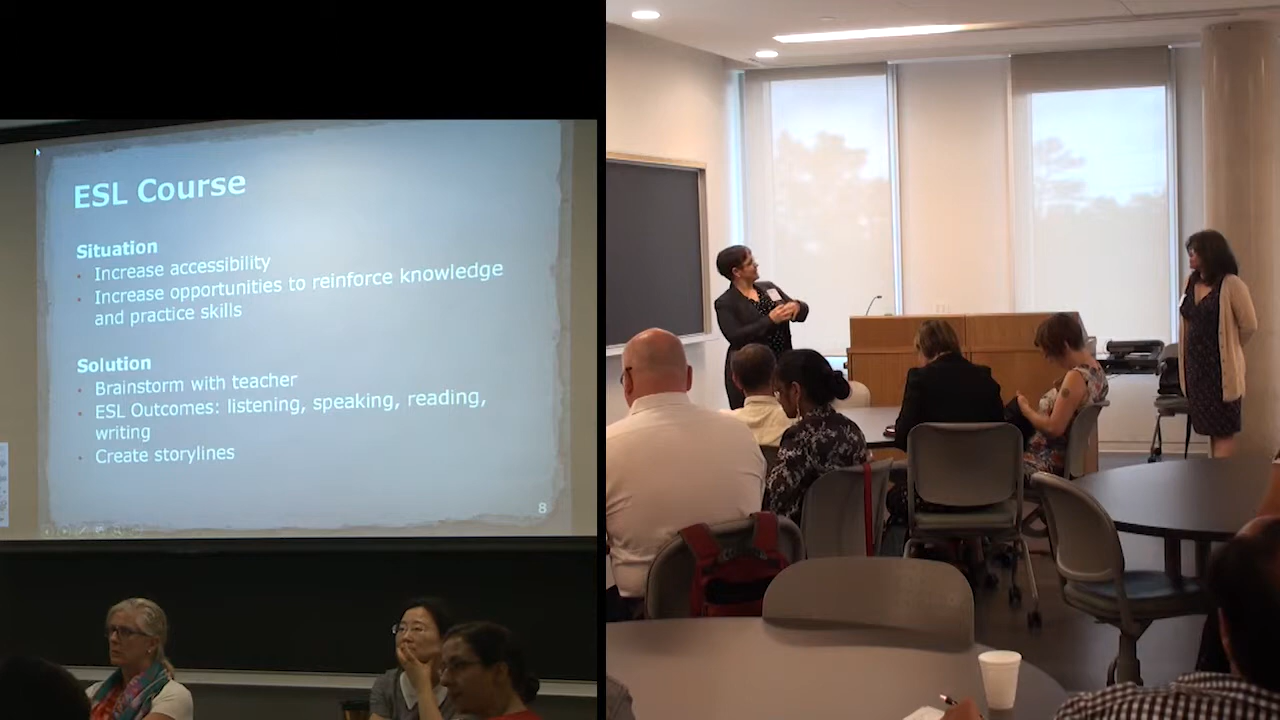 ESL Course
Situation
• Increase accessibility
• Increase opportunities to reinforce knowledge
and practice skills
Solution
• Brainstorm with teacher
• ESL Outcomes: listening, speaking, reading,
writing
• Create storylines
8